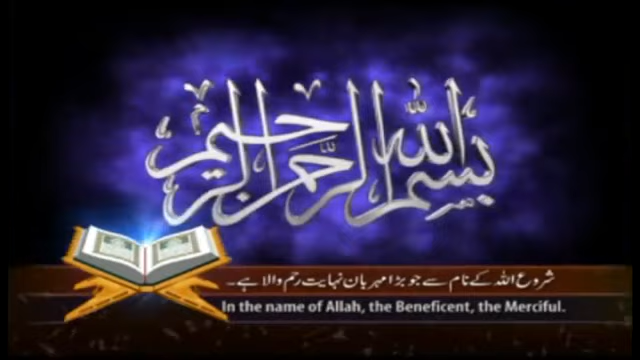 بسم الله الرحمن الرحيم
شروع اللہ کے نام سے جو بڑا مہربان نہایت رحم والا ہے۔
In the name of Allah, the Beneficent, the Merciful.